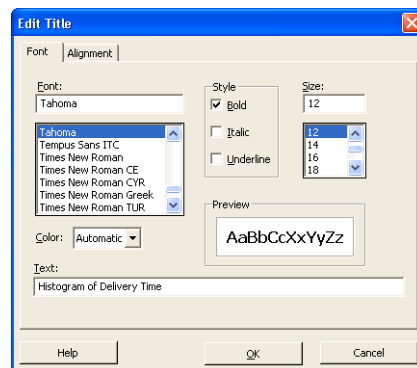 Edit Title
Font
Alignment
Font:
Tahoma
Tahoma
Tempus Sans ITC
Times New Roman
Times New Roman CE
Times New Roman CYR
Times New Roman Greek
Times New Roman TUR
Style
Bold
Italic
Underline
Size:
12
12
14
16
18
Color:
Automatic
Preview
AaBbCcXxYyZz
Text:
Histogram of Delivery Time
Help
OK
Cancel